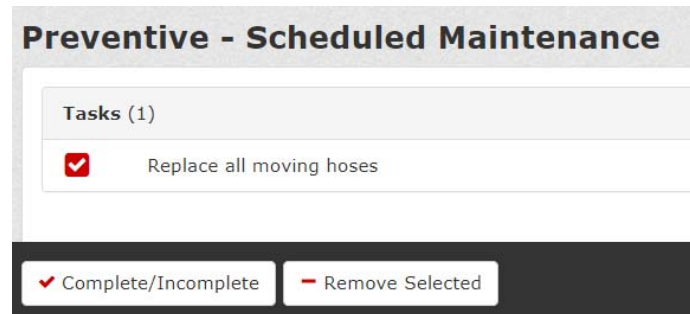 Preventive - Scheduled Maintenance
Tasks (1)
Replace all moving hoses
Complete/Incomplete
Remove Selected